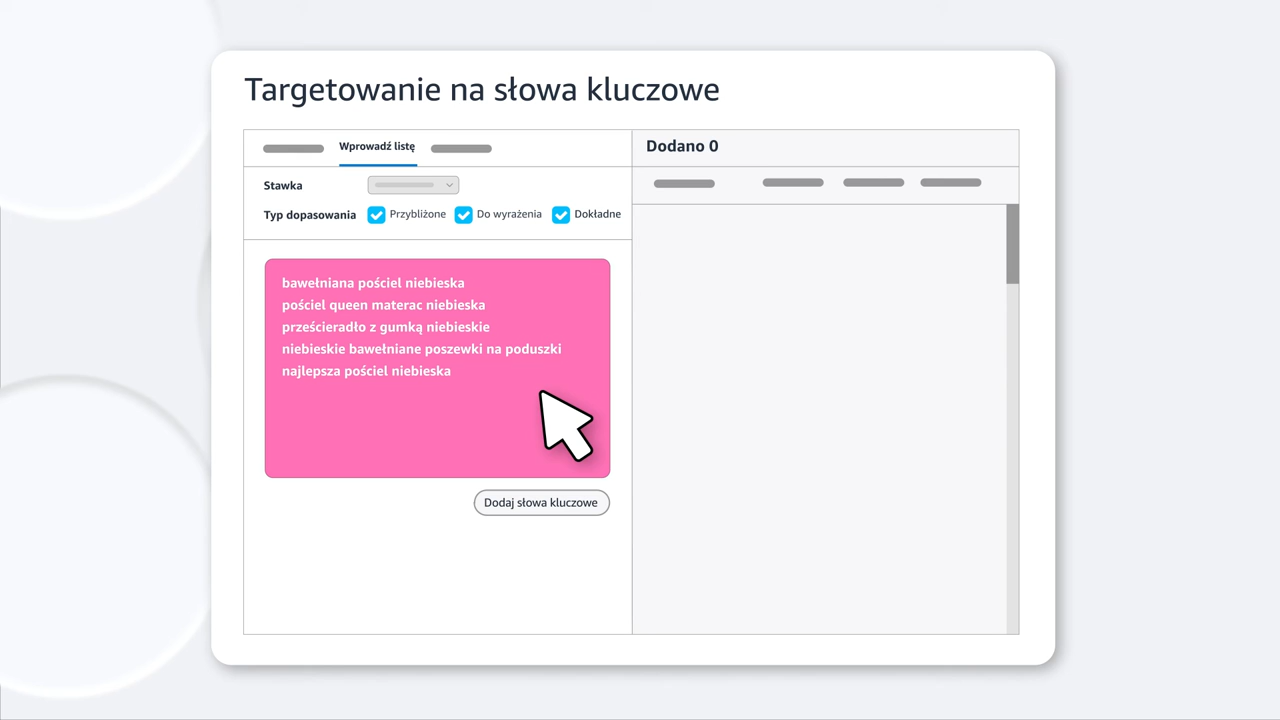 Targetowanie na słowa kluczowe
Wprowadź listę
Dodano 0
Stawka
Typ dopasowania Przybliżone Do wyrażenia Dokładne
bawełniana pościel niebieska
pościel queen materac niebieska
prześcieradło z gumką niebieskie
niebieskie bawełniane poszewki na poduszki
najlepsza pościel niebieska
Dodaj słowa kluczowe